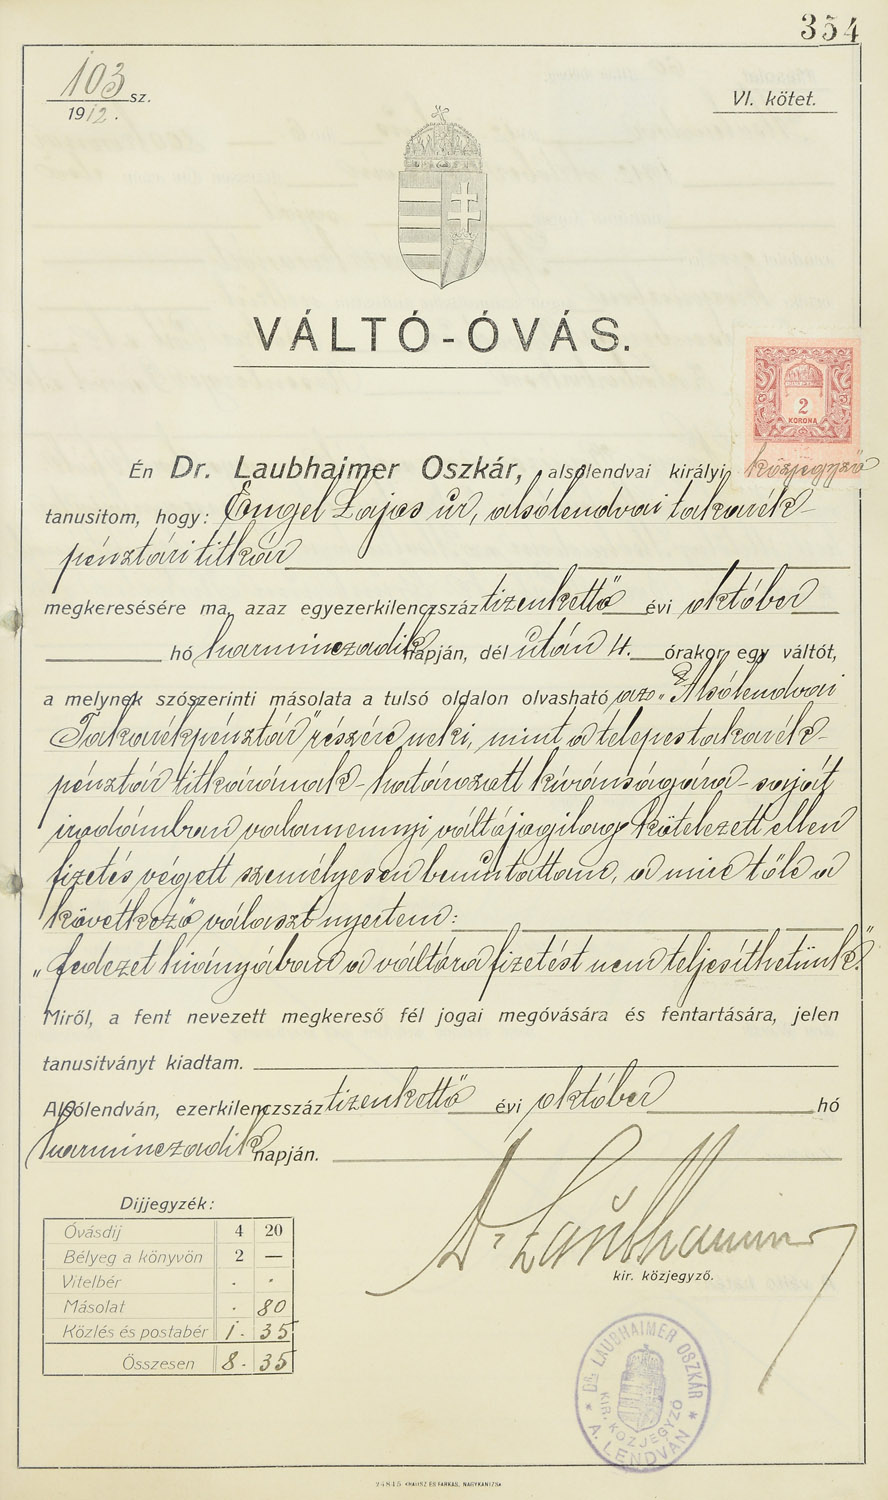 354
103 sz.
1912.
VI. kötet.
VÁLTÓ-ÓVÁS.
2
KORONA
Én Dr. Laubhaimer Oszkár, alsólendvai királyi közjegyző
tanusitom, hogy: Engel Lajos úr, alsólendvai takarék-
pénztári titkár
megkeresésére ma, azaz egyezerkilenczszáz tizenkettő évi október
hó harminczadik napján, dél után 4. órakor egy váltót,
a melynek szószerinti másolata a tulsó oldalon olvasható az „Alsólendvai
Takarékpénztár" részére neki, mint a telepes takarék-
pénztár titkárának - határozott kívánságára - saját
irodámban valamennyi váltójogilag kötelezett ellen
fizetés végett személyesen bemutattam, a mire tőle a
következő választ nyertem:
„fedezet hiányában a váltóra fizetést nem teljesíthetünk."
Miről, a fent nevezett megkereső fél jogai megóvására és fentartására, jelen
tanusitványt kiadtam.
Alsólendván, ezerkilenczszáz tizenkettő évi október hó
harminczadik napján.
Dr Laubhaimer
kir. közjegyző.
Dijjegyzék:
Óvásdij 4 20
Bélyeg a könyvön 2 —
Vitelbér . .
Másolat . 80
Közlés és postabér 1. 35
Összesen 8. 35
* DR. LAUBHAIMER OSZKÁR *
KIR. KÖZJEGYZŐ
A. LENDVÁN